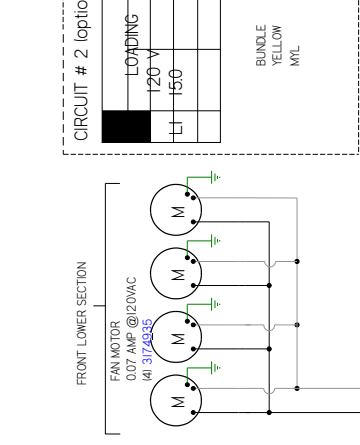 CIRCUIT # 2 (optio
LOADING
120 V
L1 15.0
BUNDLE
YELLOW
MYL
FRONT LOWER SECTION
FAN MOTOR
0.07 AMP @120VAC
(4) 3174935
M
M
M
M